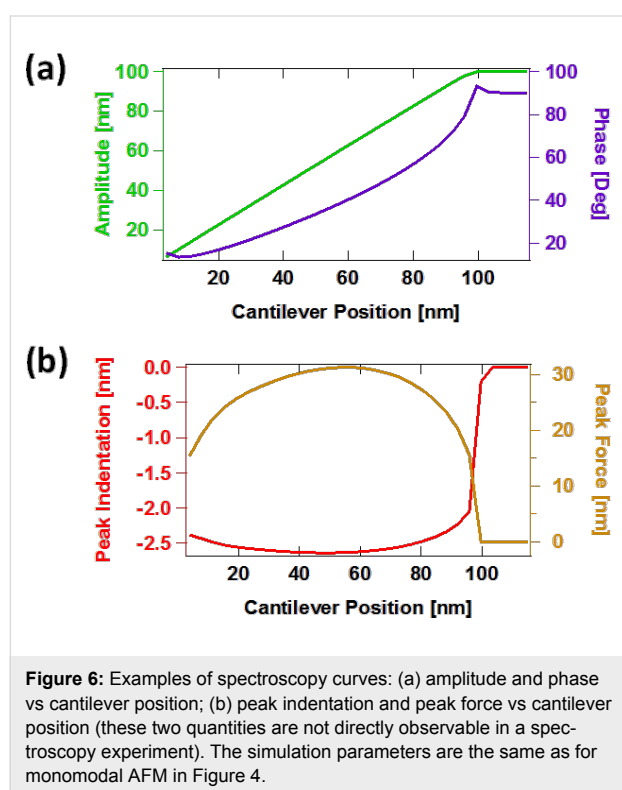 (a)
100
80
60
40
20
Amplitude [nm]
100
80
60
40
20
Phase [Deg]
20 40 60 80 100
Cantilever Position [nm]
(b)
0.0
-0.5
-1.0
-1.5
-2.0
-2.5
Peak Indentation [nm]
30
20
10
0
Peak Force [nm]
20 40 60 80 100
Cantilever Position [nm]
Figure 6: Examples of spectroscopy curves: (a) amplitude and phase
vs cantilever position; (b) peak indentation and peak force vs cantilever
position (these two quantities are not directly observable in a spec-
troscopy experiment). The simulation parameters are the same as for
monomodal AFM in Figure 4.